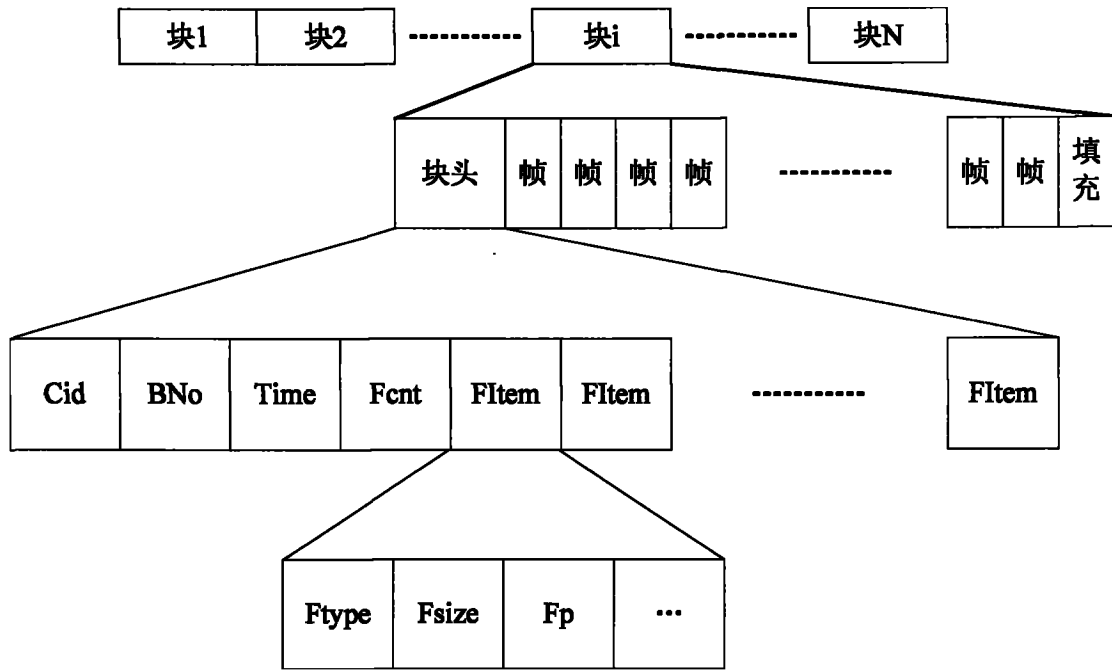 块1 块2 块i 块N
块头 帧 帧 帧 帧 帧 帧 填充
Cid BNo Time Fcnt FItem FItem FItem
Ftype Fsize Fp ...